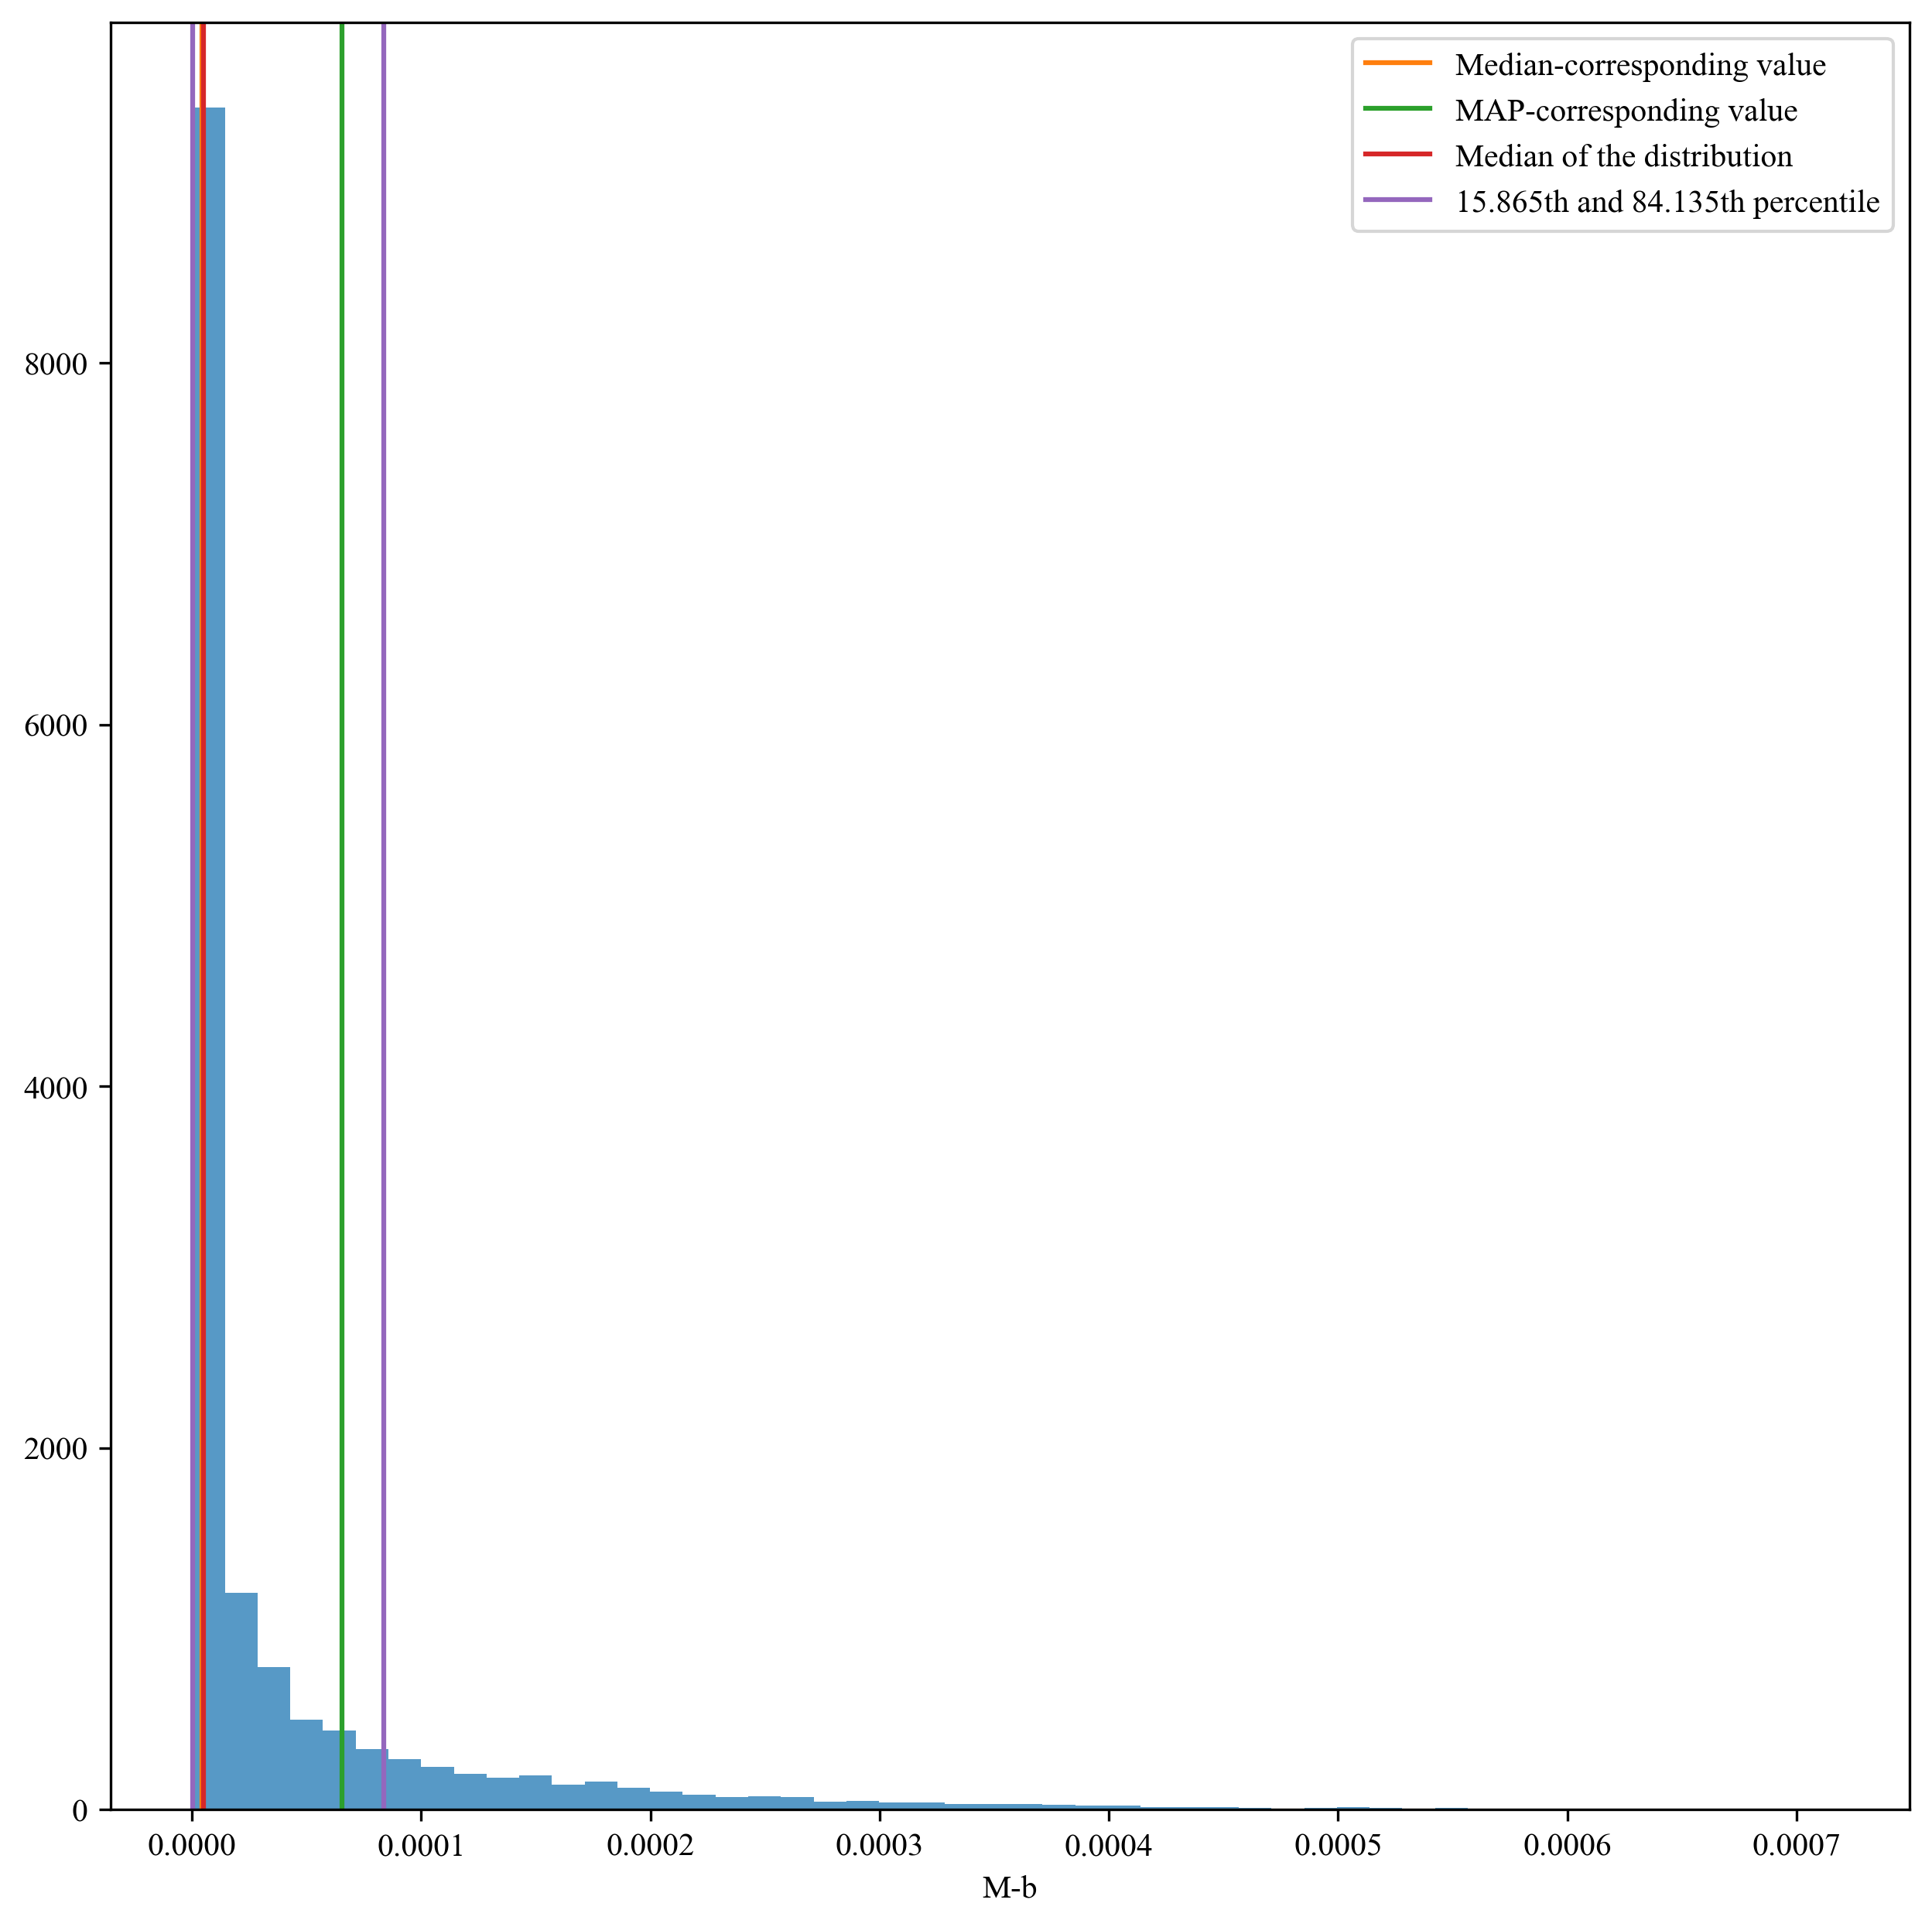 Median-corresponding value
MAP-corresponding value
Median of the distribution
15.865th and 84.135th percentile
8000
6000
4000
2000
0
0.0000 0.0001 0.0002 0.0003 0.0004 0.0005 0.0006 0.0007
M-b